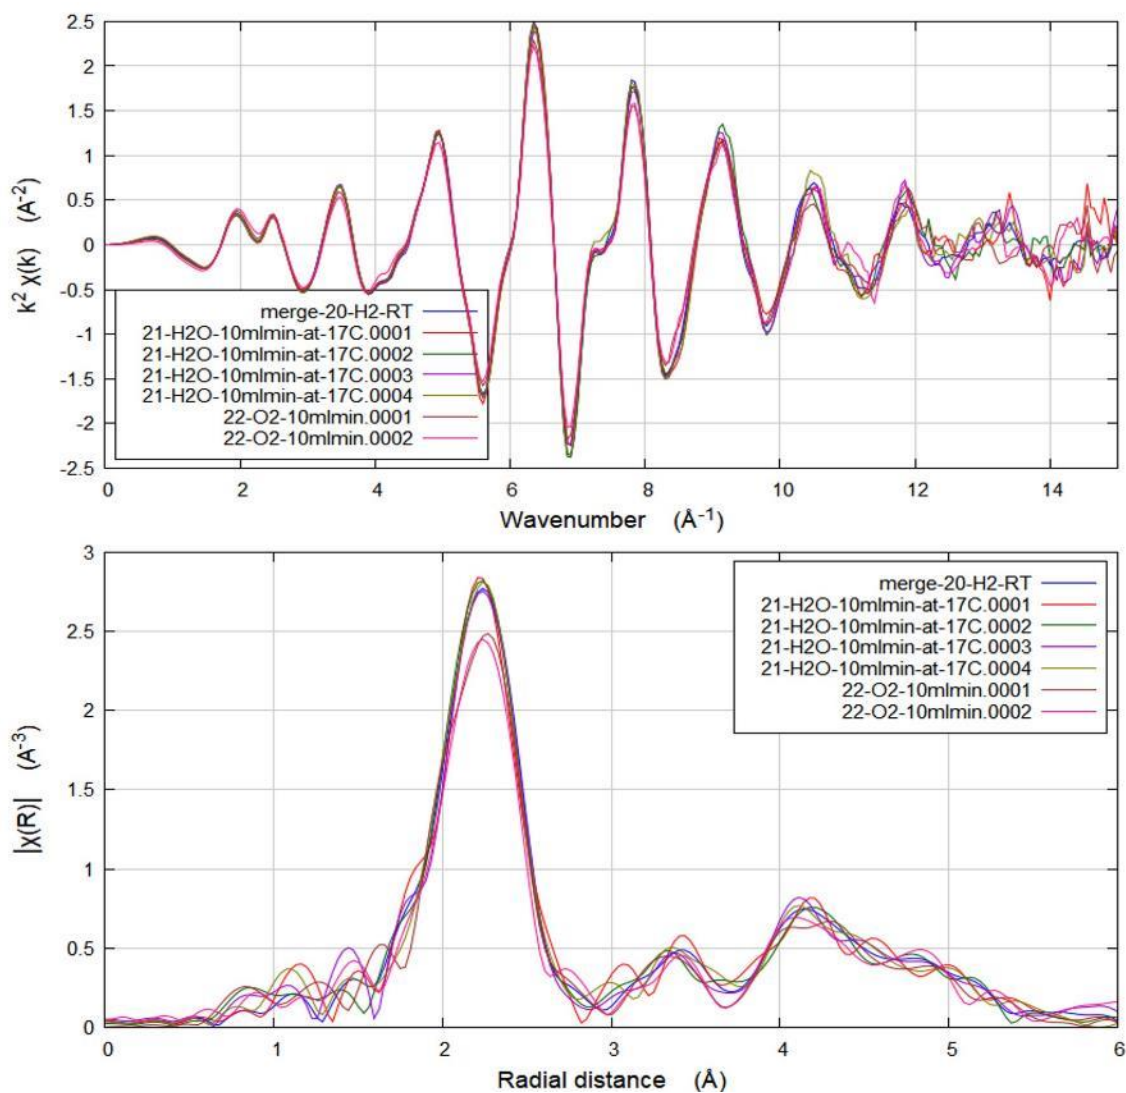 2.5
2
1.5
1
0.5
0
-0.5
-1
-1.5
-2
-2.5
k² χ(k) (A⁻²)
merge-20-H2-RT
21-H2O-10mlmin-at-17C.0001
21-H2O-10mlmin-at-17C.0002
21-H2O-10mlmin-at-17C.0003
21-H2O-10mlmin-at-17C.0004
22-O2-10mlmin.0001
22-O2-10mlmin.0002
0 2 4 6 8 10 12 14
Wavenumber (Å⁻¹)
3
2.5
2
1.5
1
0.5
0
|χ(R)| (A⁻³)
merge-20-H2-RT
21-H2O-10mlmin-at-17C.0001
21-H2O-10mlmin-at-17C.0002
21-H2O-10mlmin-at-17C.0003
21-H2O-10mlmin-at-17C.0004
22-O2-10mlmin.0001
22-O2-10mlmin.0002
0 1 2 3 4 5 6
Radial distance (Å)